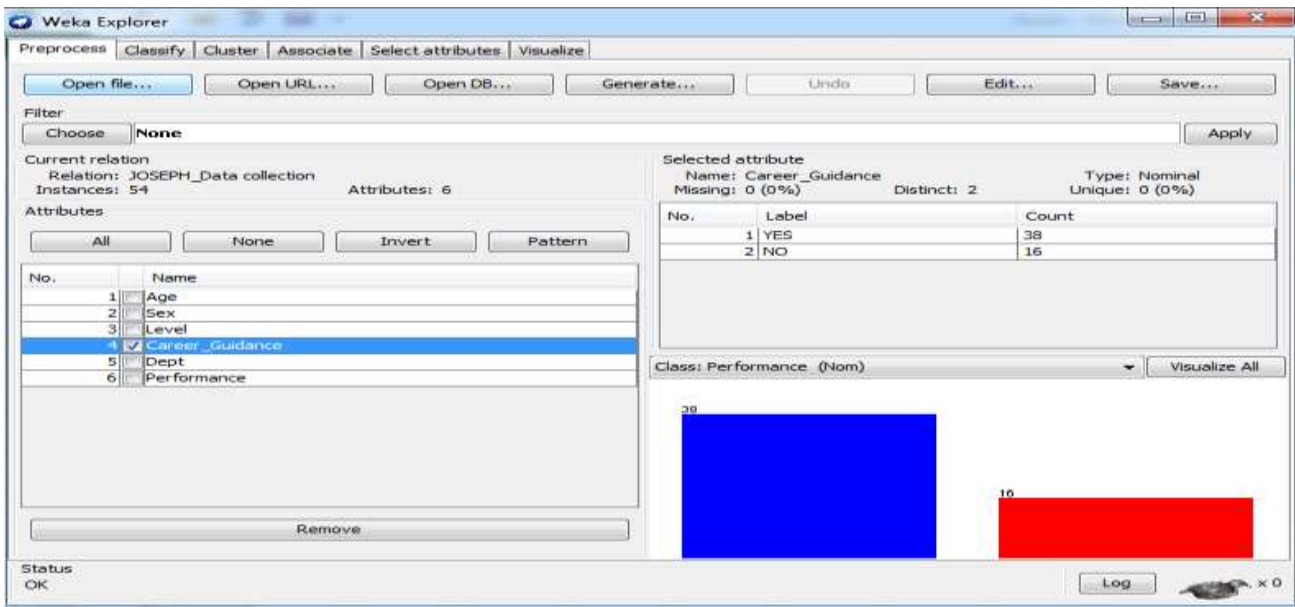 Weka Explorer
Preprocess Classify Cluster Associate Select attributes Visualize
Open file... Open URL... Open DB... Generate... Undo Edit... Save...
Filter
Choose None Apply
Current relation
Relation: JOSEPH_Data collection
Instances: 54 Attributes: 6
Attributes
All None Invert Pattern
No. Name
1 Age
2 Sex
3 Level
4 Career_Guidance
5 Dept
6 Performance
Remove
Selected attribute
Name: Career_Guidance Type: Nominal
Missing: 0 (0%) Distinct: 2 Unique: 0 (0%)
No. Label Count
1 YES 38
2 NO 16
Class: Performance (Nom) Visualize All
38
16
Status
OK
Log x 0